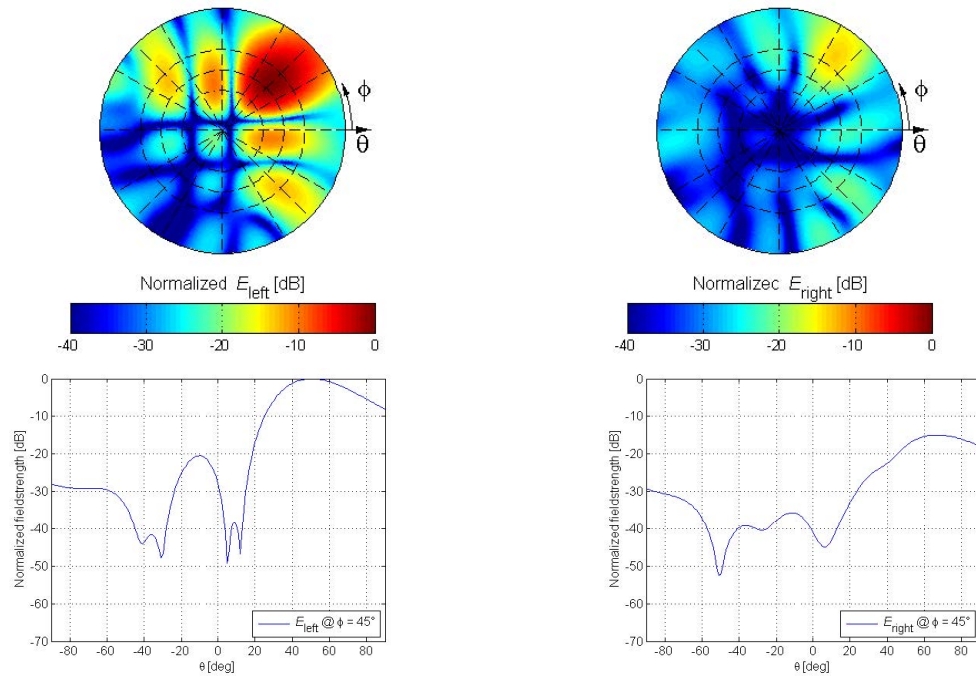 ϕ
θ
Normalized E_left [dB]
-40 -30 -20 -10 0
0
-10
-20
-30
-40
-50
-60
-70
Normalized fieldstrength [dB]
E_left @ ϕ = 45°
-80 -60 -40 -20 0 20 40 60 80
θ [deg]
ϕ
θ
Normalizec E_right [dB]
-40 -30 -20 -10 0
0
-10
-20
-30
-40
-50
-60
-70
Normalized fieldstrength [dB]
E_right @ ϕ = 45°
-80 -60 -40 -20 0 20 40 60 80
θ [deg]